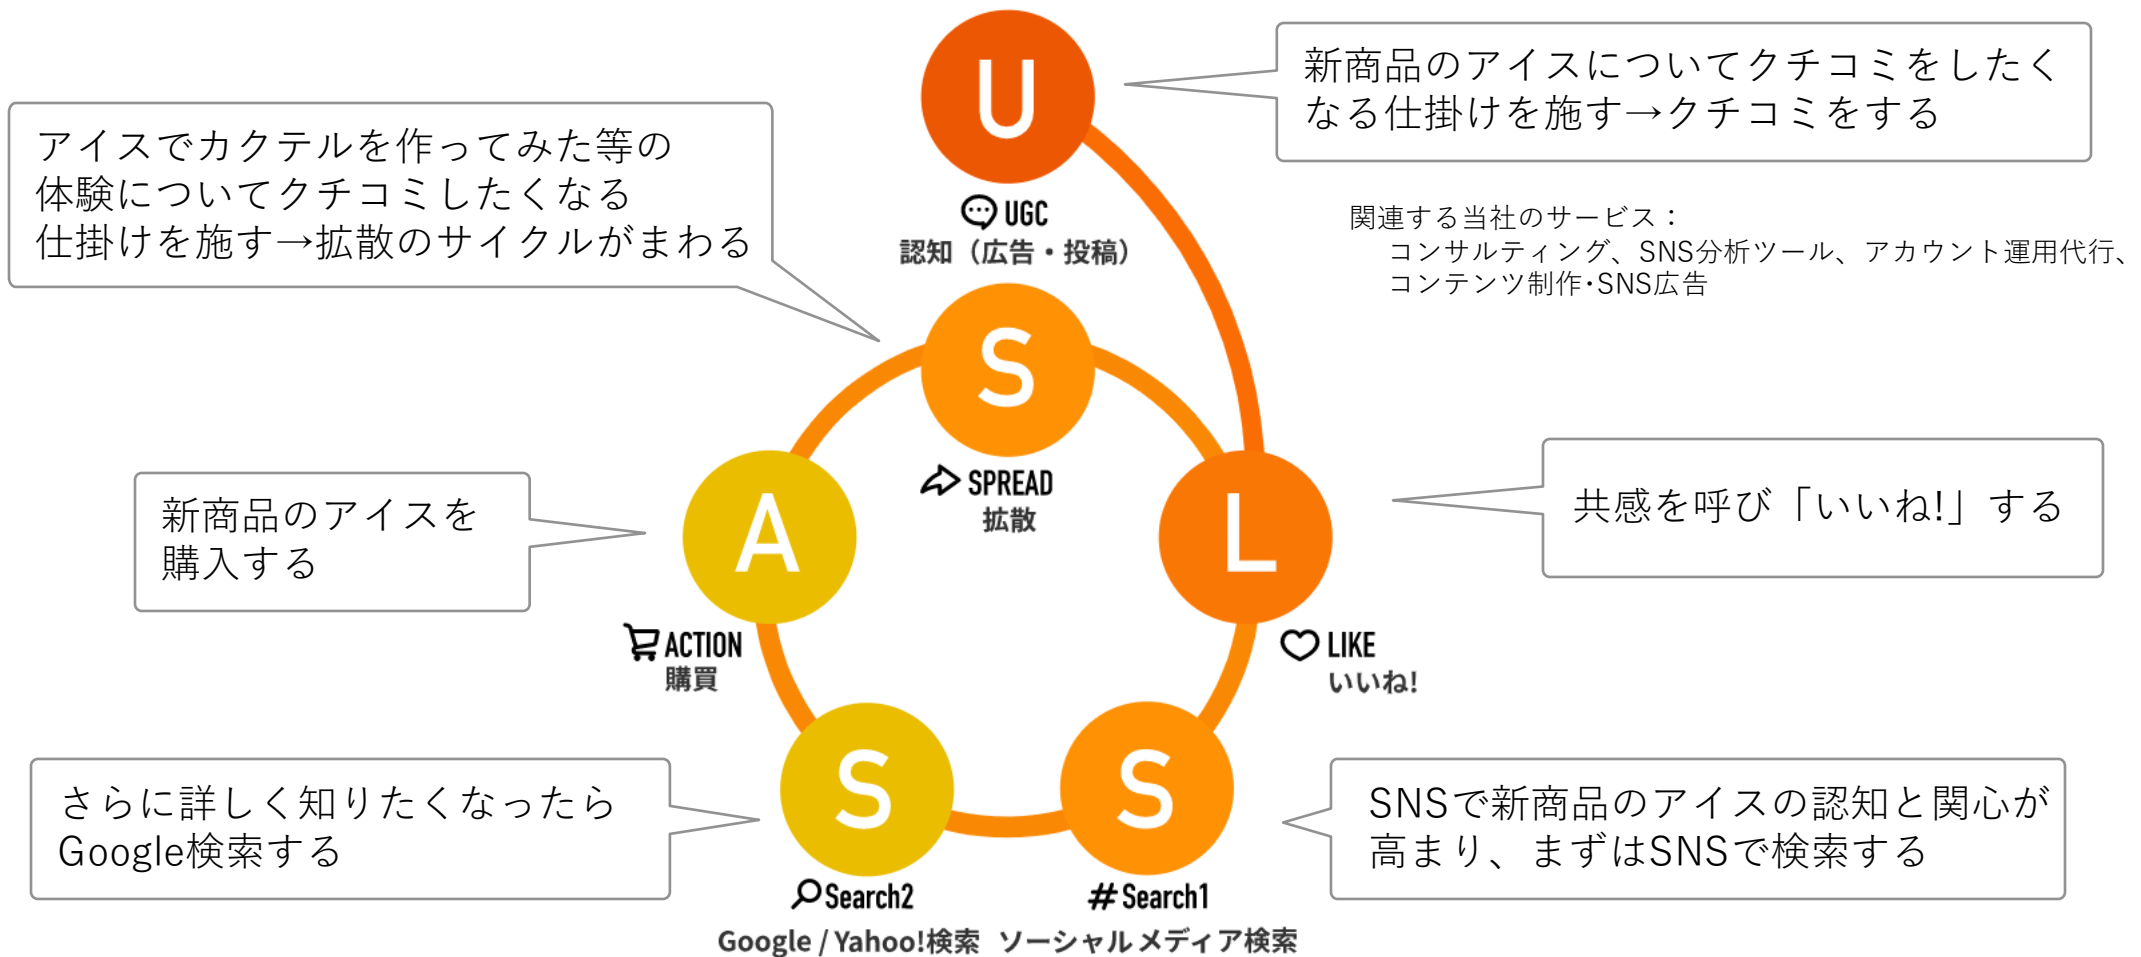 U
新商品のアイスについてクチコミをしたく
なる仕掛けを施す→クチコミをする
アイスでカクテルを作ってみた等の
体験についてクチコミしたくなる
仕掛けを施す→拡散のサイクルがまわる
UGC
認知（広告・投稿）
関連する当社のサービス：
コンサルティング、SNS分析ツール、アカウント運用代行、
コンテンツ制作･SNS広告
S
SPREAD
拡散
L
共感を呼び「いいね!」する
LIKE
いいね!
新商品のアイスを
購入する
A
ACTION
購買
S
SNSで新商品のアイスの認知と関心が
高まり、まずはSNSで検索する
#Search1
ソーシャルメディア検索
さらに詳しく知りたくなったら
Google検索する
S
Search2
Google / Yahoo!検索